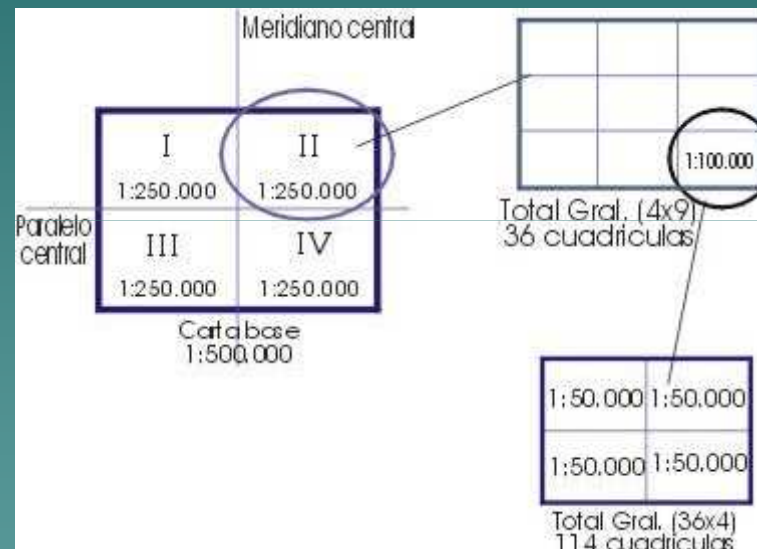 Meridiano central
I
II
1:250.000
1:250.000
Paralelo
central
III
IV
1:250.000
1:250.000
Carta base
1:500.000
1:100.000
Total Gral. (4x9)
36 cuadriculas
1:50.000 1:50.000
1:50.000 1:50.000
Total Gral. (36x4)
114 cuadriculas